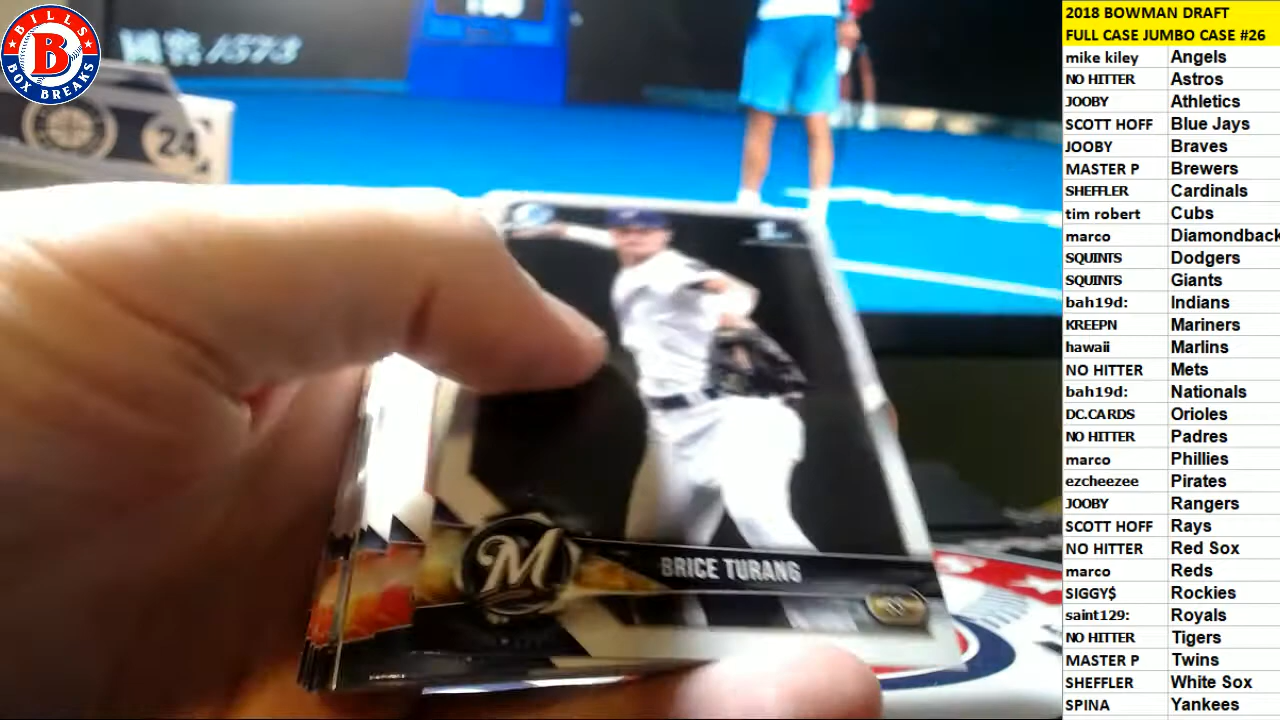 BILLS
B
BOX BREAKS
24
M
BRICE TURANG
2018 BOWMAN DRAFT
FULL CASE JUMBO CASE #26
mike kiley Angels
NO HITTER Astros
JOOBY Athletics
SCOTT HOFF Blue Jays
JOOBY Braves
MASTER P Brewers
SHEFFLER Cardinals
tim robert Cubs
marco Diamondback
SQUINTS Dodgers
SQUINTS Giants
bah19d: Indians
KREEPN Mariners
hawaii Marlins
NO HITTER Mets
bah19d: Nationals
DC.CARDS Orioles
NO HITTER Padres
marco Phillies
ezcheezee Pirates
JOOBY Rangers
SCOTT HOFF Rays
NO HITTER Red Sox
marco Reds
SIGGY$ Rockies
saint129: Royals
NO HITTER Tigers
MASTER P Twins
SHEFFLER White Sox
SPINA Yankees